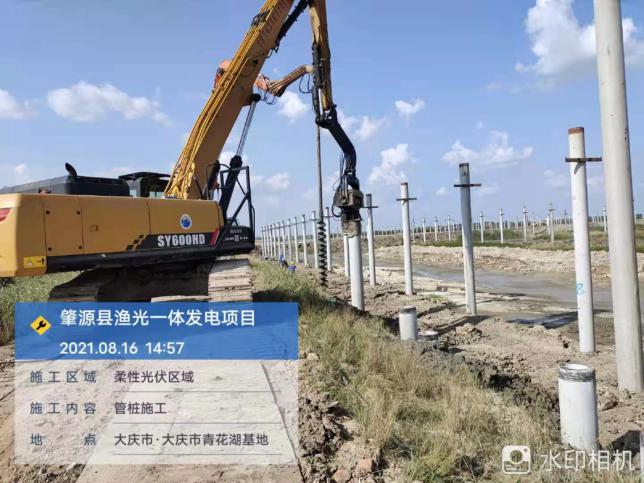 SY600HD
8
肇源县渔光一体发电项目
2021.08.16 14:57
施工区域 柔性光伏区域
施工内容 管桩施工
地 点 大庆市·大庆市青花湖基地
水印相机